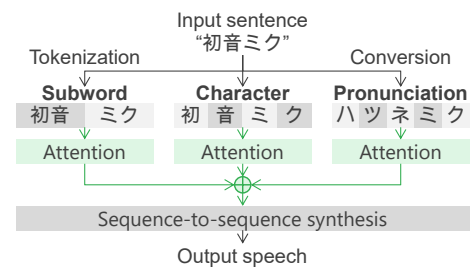 Input sentence
“初音ミク”
Tokenization Conversion
Subword Character Pronunciation
初音 ミク 初 音 ミ ク ハ ツ ネ ミ ク
Attention Attention Attention
Sequence-to-sequence synthesis
Output speech